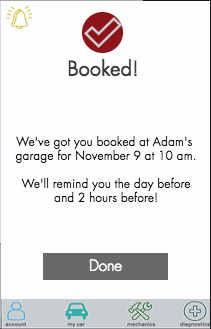 Booked!
We've got you booked at Adam's
garage for November 9 at 10 am.
We'll remind you the day before
and 2 hours before!
Done
account my car mechanics diagnostics